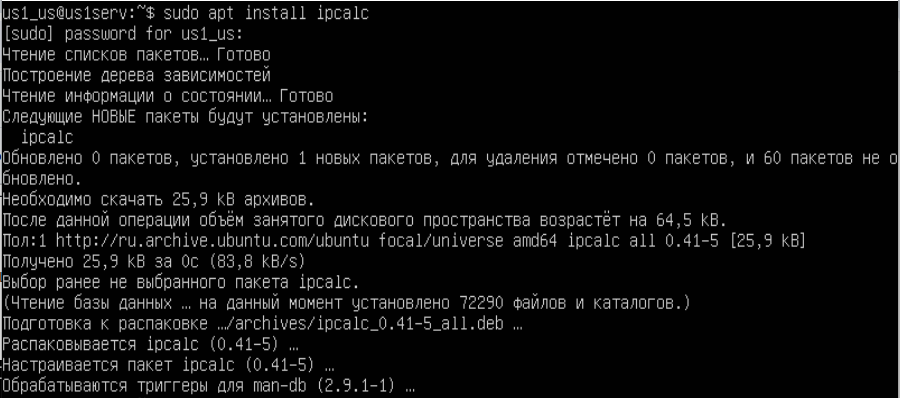 us1_us@us1serv:~$ sudo apt install ipcalc
[sudo] password for us1_us:
Чтение списков пакетов… Готово
Построение дерева зависимостей
Чтение информации о состоянии… Готово
Следующие НОВЫЕ пакеты будут установлены:
  ipcalc
Обновлено 0 пакетов, установлено 1 новых пакетов, для удаления отмечено 0 пакетов, и 60 пакетов не о
бновлено.
Необходимо скачать 25,9 kB архивов.
После данной операции объём занятого дискового пространства возрастёт на 64,5 kB.
Пол:1 http://ru.archive.ubuntu.com/ubuntu focal/universe amd64 ipcalc all 0.41-5 [25,9 kB]
Получено 25,9 kB за 0с (83,8 kB/s)
Выбор ранее не выбранного пакета ipcalc.
(Чтение базы данных … на данный момент установлено 72290 файлов и каталогов.)
Подготовка к распаковке …/archives/ipcalc_0.41-5_all.deb …
Распаковывается ipcalc (0.41-5) …
Настраивается пакет ipcalc (0.41-5) …
Обрабатываются триггеры для man-db (2.9.1-1) …